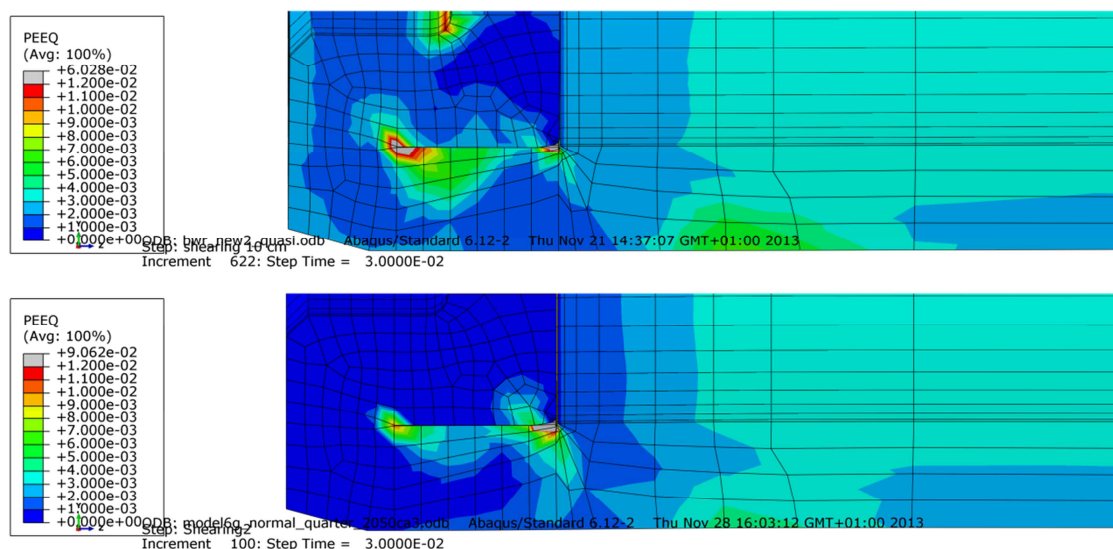 PEEQ
(Avg: 100%)
+6.028e-02
+1.200e-02
+1.100e-02
+1.000e-02
+9.000e-03
+8.000e-03
+7.000e-03
+6.000e-03
+5.000e-03
+4.000e-03
+3.000e-03
+2.000e-03
+1.000e-03
+0.000e+00
Z
ODB: bwr_new2_quasi.odb Abaqus/Standard 6.12-2 Thu Nov 21 14:37:07 GMT+01:00 2013
Step: shearing 10 cm
Increment 622: Step Time = 3.0000E-02
PEEQ
(Avg: 100%)
+9.062e-02
+1.200e-02
+1.100e-02
+1.000e-02
+9.000e-03
+8.000e-03
+7.000e-03
+6.000e-03
+5.000e-03
+4.000e-03
+3.000e-03
+2.000e-03
+1.000e-03
+0.000e+00
Z
ODB: model6g_normal_quarter_2050ca3.odb Abaqus/Standard 6.12-2 Thu Nov 28 16:03:12 GMT+01:00 2013
Step: Shearing2
Increment 100: Step Time = 3.0000E-02